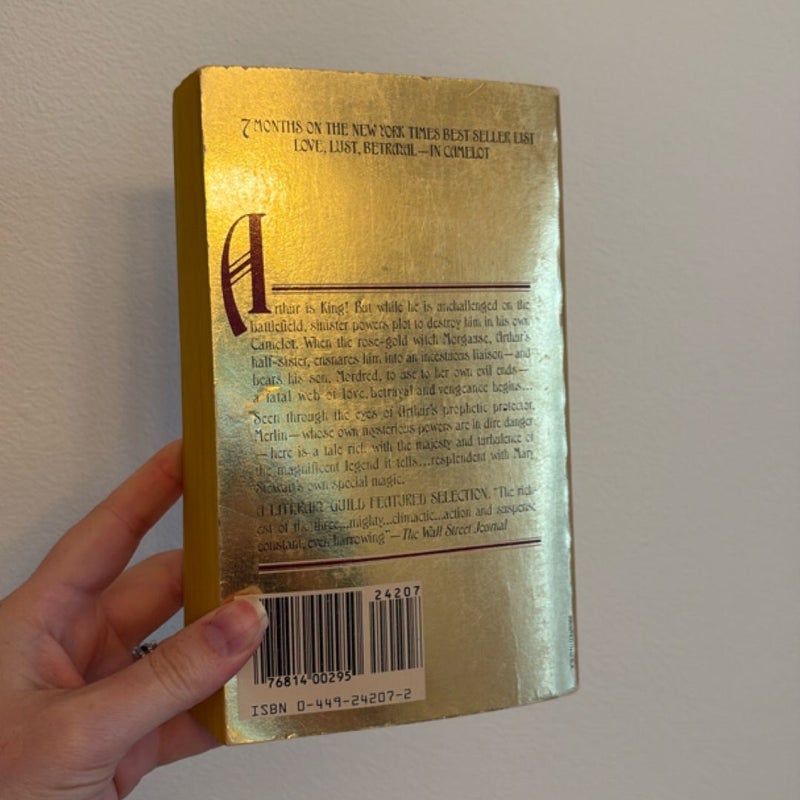 7 MONTHS ON THE NEW YORK TIMES BEST SELLER LIST
LOVE, LUST, BETRAYAL—IN CAMELOT
Arthur is King! But while he is unchallenged on the
battlefield, sinister powers plot to destroy him in his own
Camelot. When the rose-gold witch Morgause, Arthur's
half-sister, ensnares him into an incestuous liaison—and
bears his son, Mordred, to use to her own evil ends—
a fatal web of love, betrayal and vengeance begins...
Seen through the eyes of Arthur's prophetic protector,
Merlin—whose own mysterious powers are in dire danger
—here is a tale rich with the majesty and turbulence of
the magnificent legend it tells...resplendent with Mary
Stewart's own special magic.
A LITERARY GUILD FEATURED SELECTION. "The rich-
est of the three...mighty...climactic...action and suspense
constant, even harrowing"—The Wall Street Journal
24207
76814 00295
ISBN 0-449-24207-2